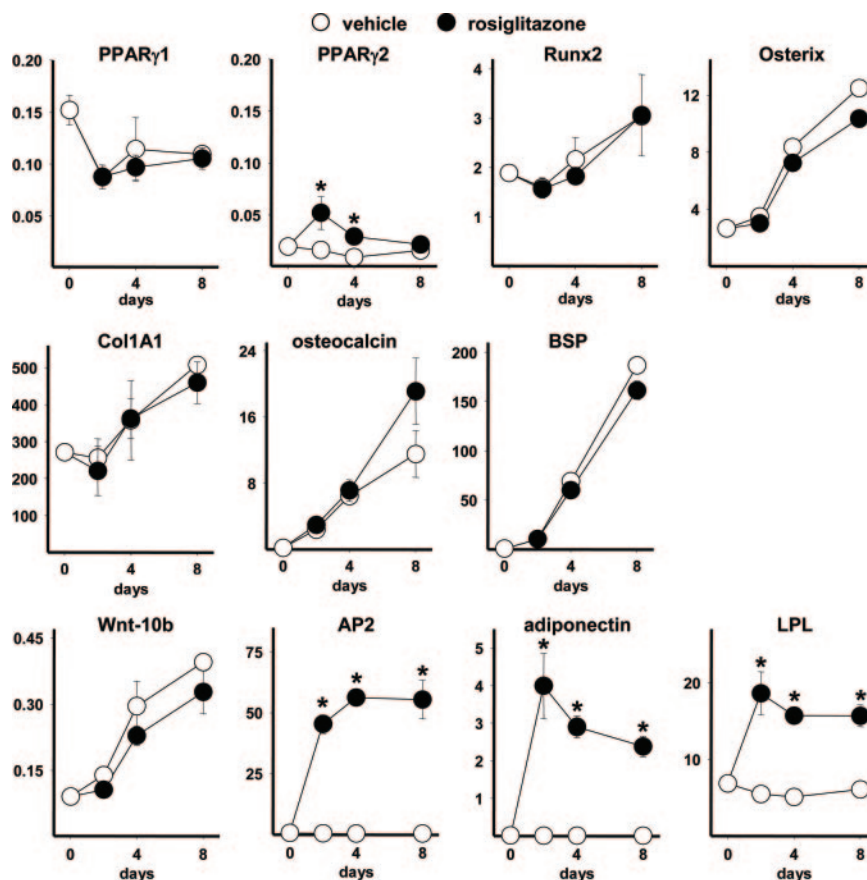 vehicle rosiglitazone
PPARγ1 PPARγ2 Runx2 Osterix
0.20 0.20 4 12
0.15 0.15 3 8
0.10 0.10 2 4
0.05 0.05 1
* *
0 4 8 0 4 8 0 4 8 0 4 8
days days days days
Col1A1 osteocalcin BSP
500 24 200
400 16 150
300 8 100
200 50
100
0 4 8 0 4 8 0 4 8
days days days
Wnt-10b AP2 adiponectin LPL
0.45 75 5 20
0.30 50 4 10
0.15 25 3
2
1
* * * * * * * * *
0 4 8 0 4 8 0 4 8 0 4 8
days days days days